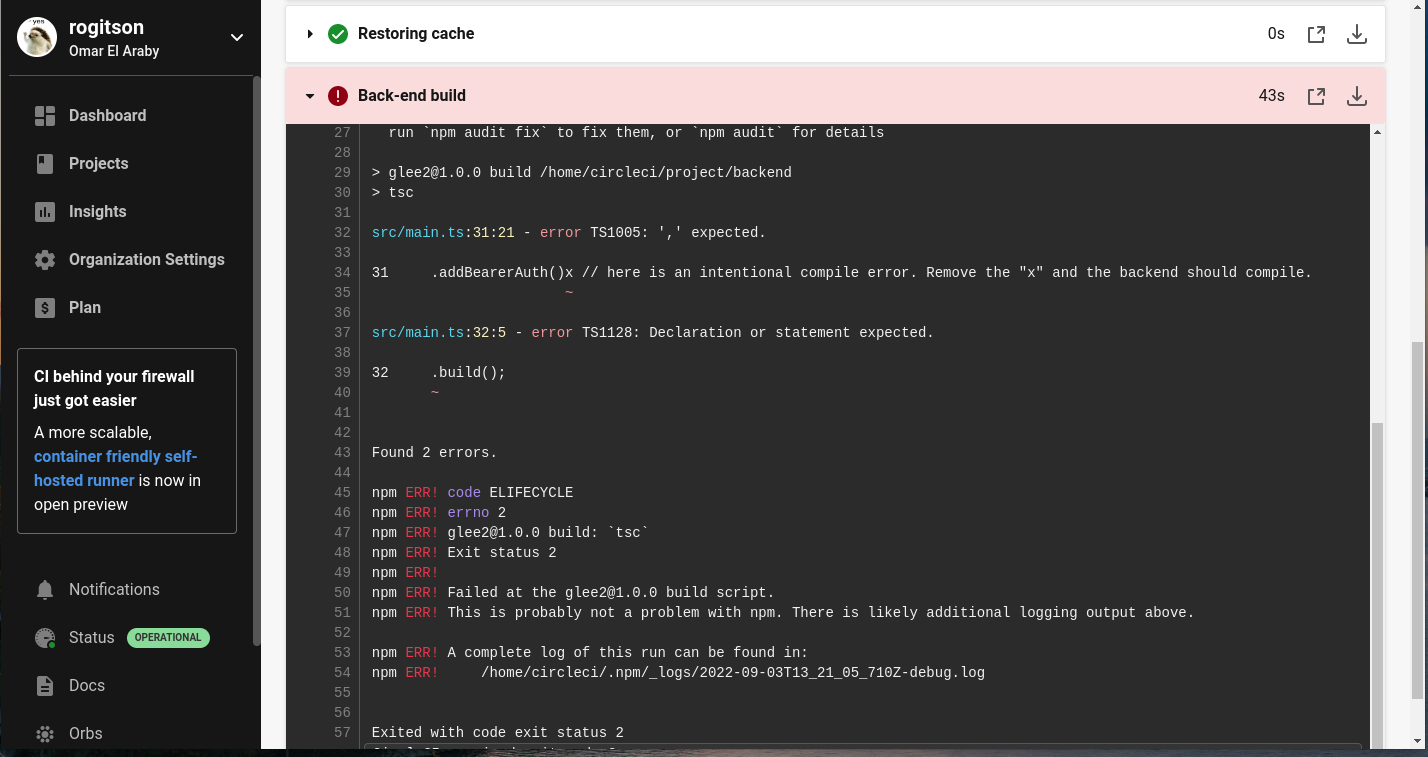 yes
rogitson
Omar El Araby
Dashboard
Projects
Insights
Organization Settings
Plan
CI behind your firewall
just got easier
A more scalable,
container friendly self-
hosted runner is now in
open preview
Notifications
Status OPERATIONAL
Docs
Orbs
Restoring cache 0s
Back-end build 43s
27 run `npm audit fix` to fix them, or `npm audit` for details
28
29 > glee2@1.0.0 build /home/circleci/project/backend
30 > tsc
31
32 src/main.ts:31:21 - error TS1005: ',' expected.
33
34 31     .addBearerAuth()x // here is an intentional compile error. Remove the "x" and the backend should compile.
35                        ~
36
37 src/main.ts:32:5 - error TS1128: Declaration or statement expected.
38
39 32     .build();
40        ~
41
42
43 Found 2 errors.
44
45 npm ERR! code ELIFECYCLE
46 npm ERR! errno 2
47 npm ERR! glee2@1.0.0 build: `tsc`
48 npm ERR! Exit status 2
49 npm ERR!
50 npm ERR! Failed at the glee2@1.0.0 build script.
51 npm ERR! This is probably not a problem with npm. There is likely additional logging output above.
52
53 npm ERR! A complete log of this run can be found in:
54 npm ERR!     /home/circleci/.npm/_logs/2022-09-03T13_21_05_710Z-debug.log
55
56
57 Exited with code exit status 2